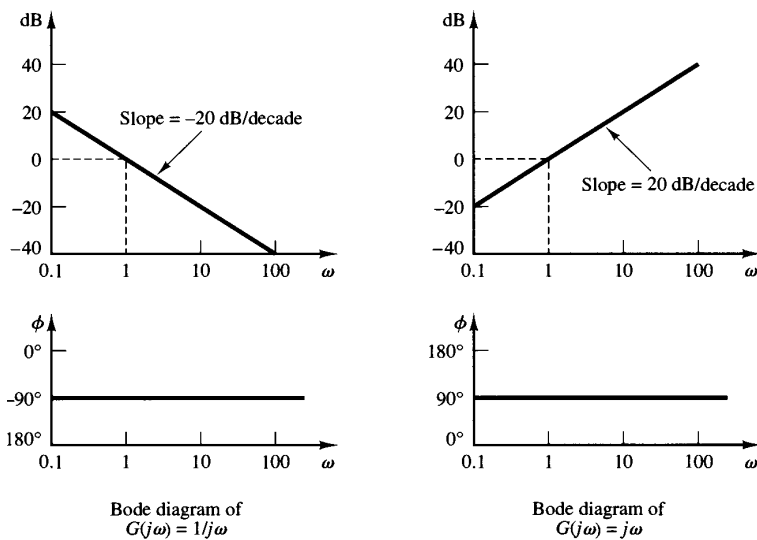 dB
40
20
0
−20
−40
Slope = −20 dB/decade
0.1 1 10 100 ω
ϕ
0°
−90°
180°
0.1 1 10 100 ω
Bode diagram of
G(jω) = 1/jω
dB
40
20
0
−20
−40
Slope = 20 dB/decade
0.1 1 10 100 ω
ϕ
180°
90°
0°
0.1 1 10 100 ω
Bode diagram of
G(jω) = jω